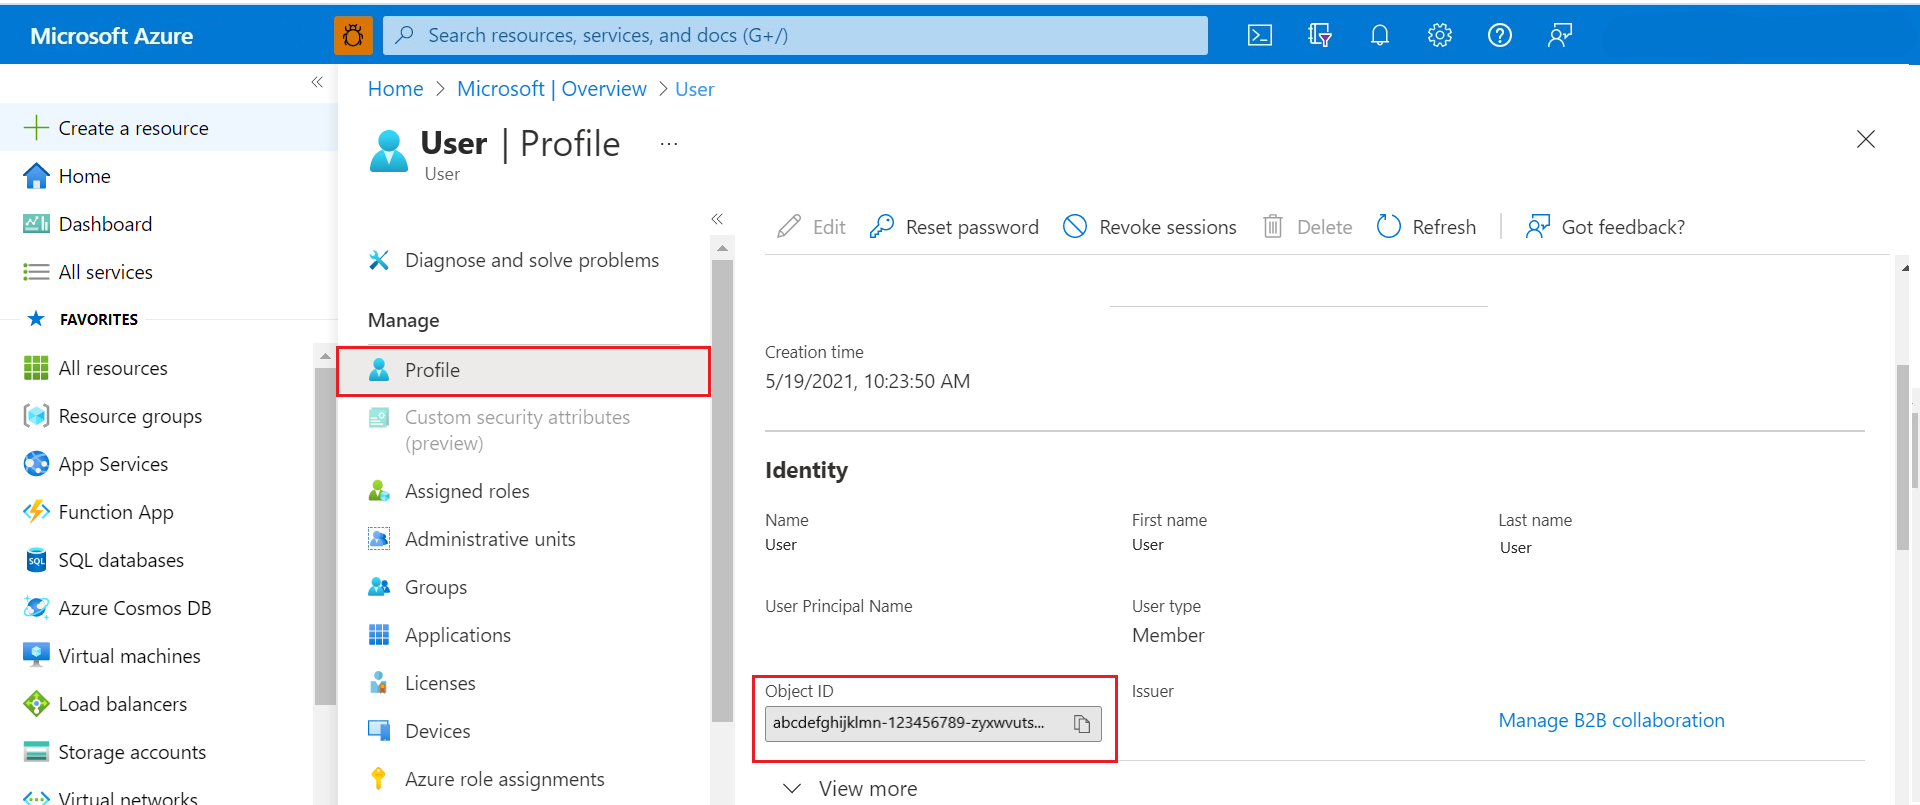 Microsoft Azure
Search resources, services, and docs (G+/)
Create a resource
Home
Dashboard
All services
FAVORITES
All resources
Resource groups
App Services
Function App
SQL databases
Azure Cosmos DB
Virtual machines
Load balancers
Storage accounts
Virtual networks
Home > Microsoft | Overview > User
User | Profile ...
User
Diagnose and solve problems
Manage
Profile
Custom security attributes
(preview)
Assigned roles
Administrative units
Groups
Applications
Licenses
Devices
Azure role assignments
Edit Reset password Revoke sessions Delete Refresh Got feedback?
Creation time
5/19/2021, 10:23:50 AM
Identity
Name First name Last name
User User User
User Principal Name User type
Member
Object ID Issuer
abcdefghijklmn-123456789-zyxwvuts...
Manage B2B collaboration
View more